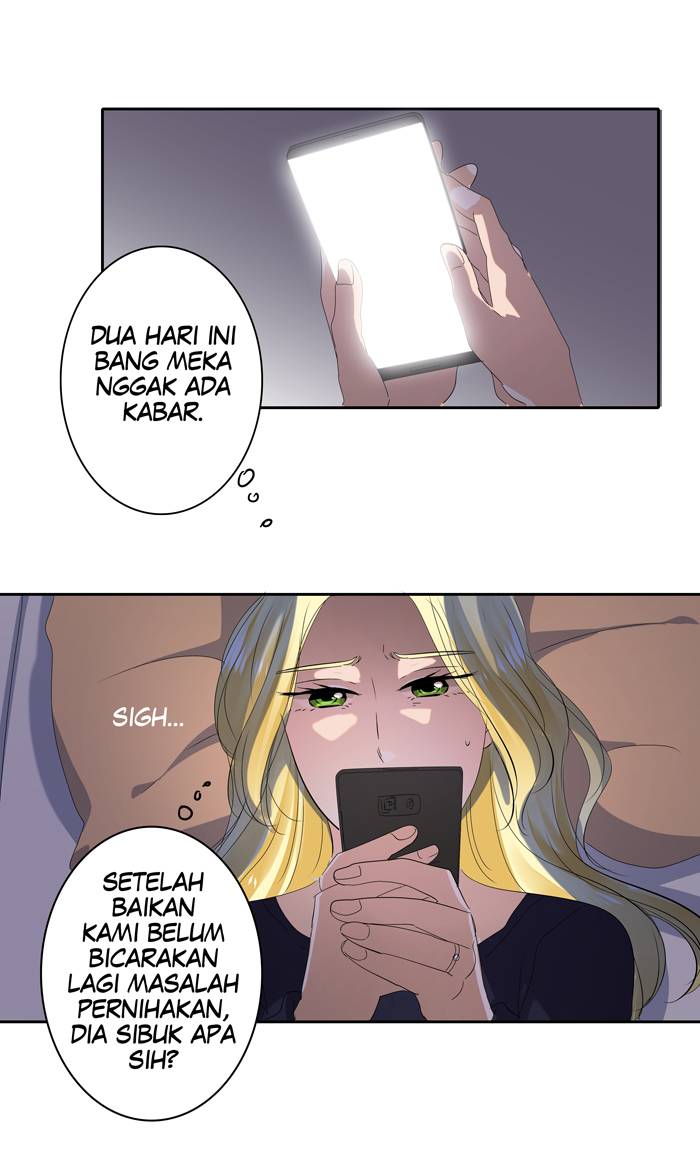 DUA HARI INI
BANG MEKA
NGGAK ADA
KABAR.
SIGH...
SETELAH
BAIKAN
KAMI BELUM
BICARAKAN
LAGI MASALAH
PERNIHAKAN,
DIA SIBUK APA
SIH?